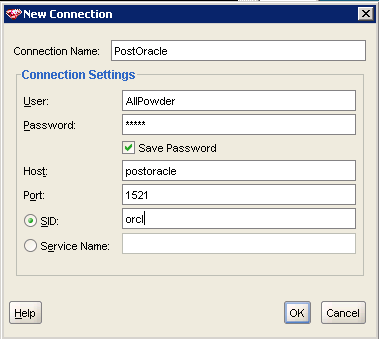 New Connection
Connection Name: PostOracle
Connection Settings
User: AllPowder
Password: *****
Save Password
Host: postoracle
Port: 1521
SID: orcl
Service Name:
Help OK Cancel